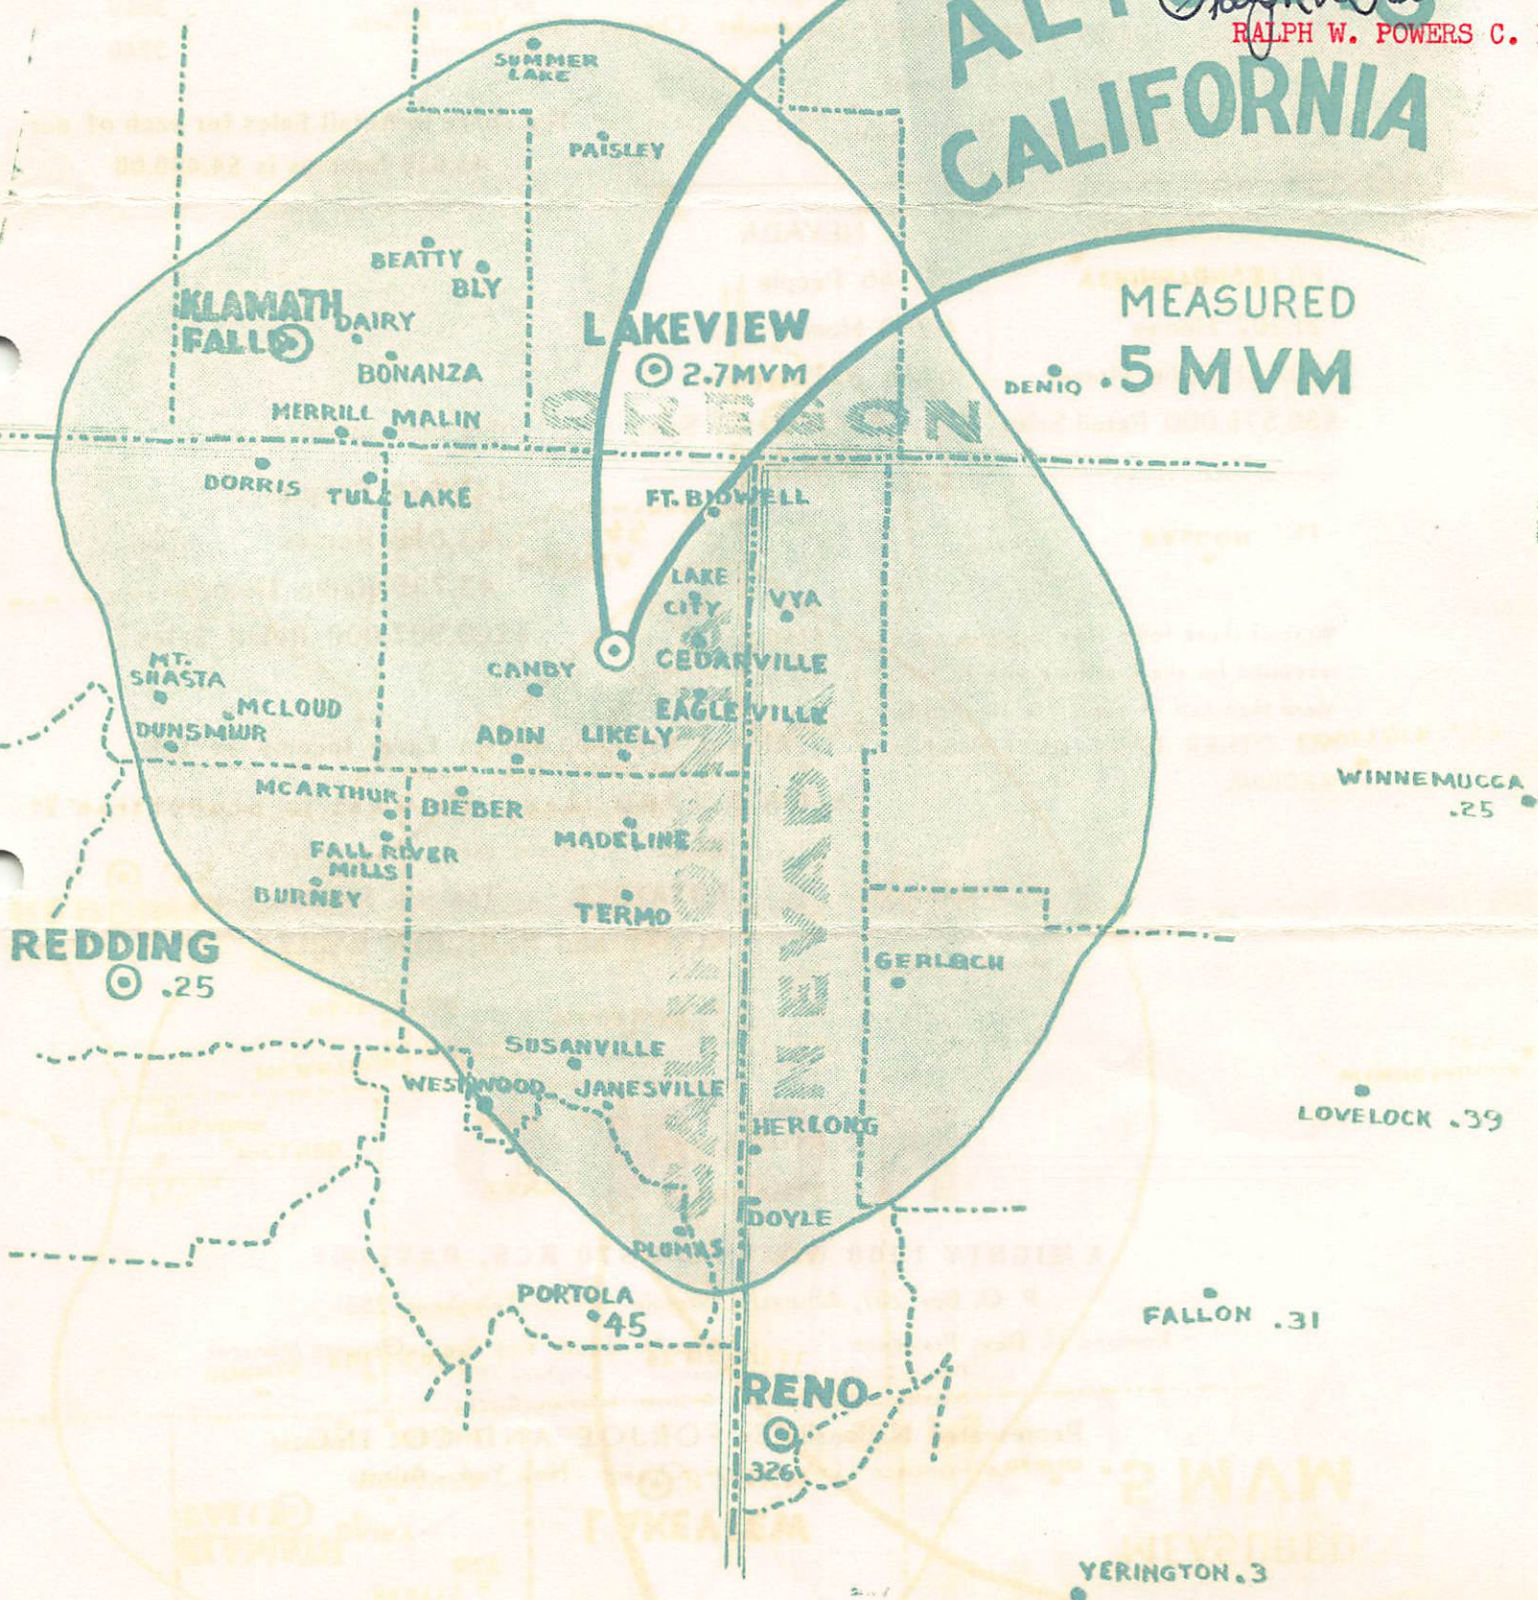 RALPH W. POWERS C.
CALIFORNIA
SUMMER
LAKE
PAISLEY
BEATTY
BLY
KLAMATH
FALLS
DAIRY
BONANZA
LAKEVIEW
2.7MVM
MEASURED
.5 MVM
DENIO
MERRILL
MALIN
OREGON
DORRIS
TULE LAKE
FT. BIDWELL
LAKE
CITY
VYA
CEDARVILLE
CANBY
MT.
SHASTA
MCLOUD
DUNSMUIR
EAGLEVILLE
ADIN
LIKELY
CALIFORNIA
NEVADA
MCARTHUR
BIEBER
MADELINE
FALL RIVER
MILLS
BURNEY
TERMO
WINNEMUCCA
.25
REDDING
.25
GERLACH
SUSANVILLE
WESTWOOD
JANESVILLE
HERLONG
LOVELOCK .39
DOYLE
PLUMAS
PORTOLA
.45
FALLON .31
RENO
.326
YERINGTON .3